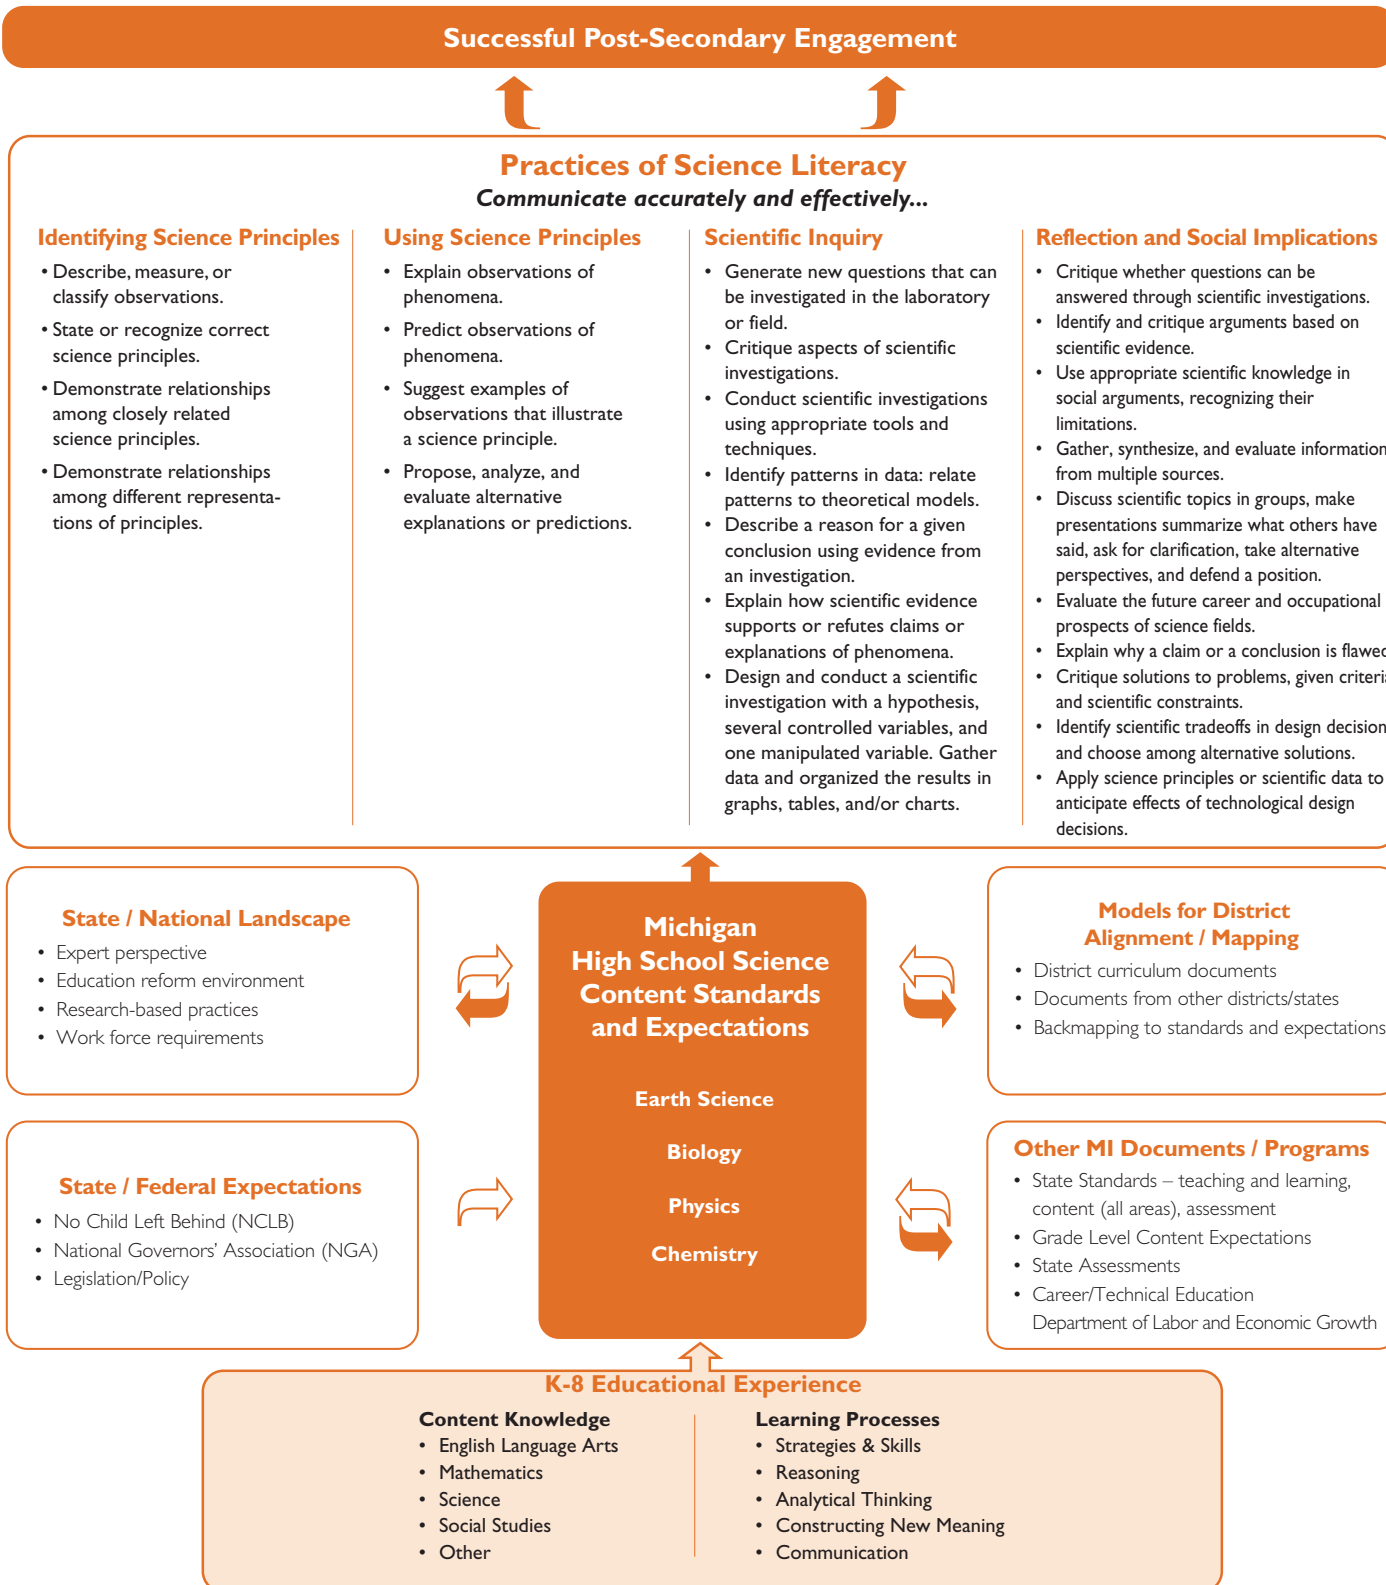 Successful Post-Secondary Engagement
Practices of Science Literacy
Communicate accurately and effectively...
Identifying Science Principles
• Describe, measure, or
classify observations.
• State or recognize correct
science principles.
• Demonstrate relationships
among closely related
science principles.
• Demonstrate relationships
among different representa-
tions of principles.
Using Science Principles
• Explain observations of
phenomena.
• Predict observations of
phenomena.
• Suggest examples of
observations that illustrate
a science principle.
• Propose, analyze, and
evaluate alternative
explanations or predictions.
Scientific Inquiry
• Generate new questions that can
be investigated in the laboratory
or field.
• Critique aspects of scientific
investigations.
• Conduct scientific investigations
using appropriate tools and
techniques.
• Identify patterns in data: relate
patterns to theoretical models.
• Describe a reason for a given
conclusion using evidence from
an investigation.
• Explain how scientific evidence
supports or refutes claims or
explanations of phenomena.
• Design and conduct a scientific
investigation with a hypothesis,
several controlled variables, and
one manipulated variable. Gather
data and organized the results in
graphs, tables, and/or charts.
Reflection and Social Implications
• Critique whether questions can be
answered through scientific investigations.
• Identify and critique arguments based on
scientific evidence.
• Use appropriate scientific knowledge in
social arguments, recognizing their
limitations.
• Gather, synthesize, and evaluate information
from multiple sources.
• Discuss scientific topics in groups, make
presentations summarize what others have
said, ask for clarification, take alternative
perspectives, and defend a position.
• Evaluate the future career and occupational
prospects of science fields.
• Explain why a claim or a conclusion is flawed
• Critique solutions to problems, given criteria
and scientific constraints.
• Identify scientific tradeoffs in design decision
and choose among alternative solutions.
• Apply science principles or scientific data to
anticipate effects of technological design
decisions.
State / National Landscape
• Expert perspective
• Education reform environment
• Research-based practices
• Work force requirements
State / Federal Expectations
• No Child Left Behind (NCLB)
• National Governors' Association (NGA)
• Legislation/Policy
Michigan
High School Science
Content Standards
and Expectations
Earth Science
Biology
Physics
Chemistry
Models for District
Alignment / Mapping
• District curriculum documents
• Documents from other districts/states
• Backmapping to standards and expectations
Other MI Documents / Programs
• State Standards – teaching and learning,
content (all areas), assessment
• Grade Level Content Expectations
• State Assessments
• Career/Technical Education
Department of Labor and Economic Growth
K-8 Educational Experience
Content Knowledge
• English Language Arts
• Mathematics
• Science
• Social Studies
• Other
Learning Processes
• Strategies & Skills
• Reasoning
• Analytical Thinking
• Constructing New Meaning
• Communication